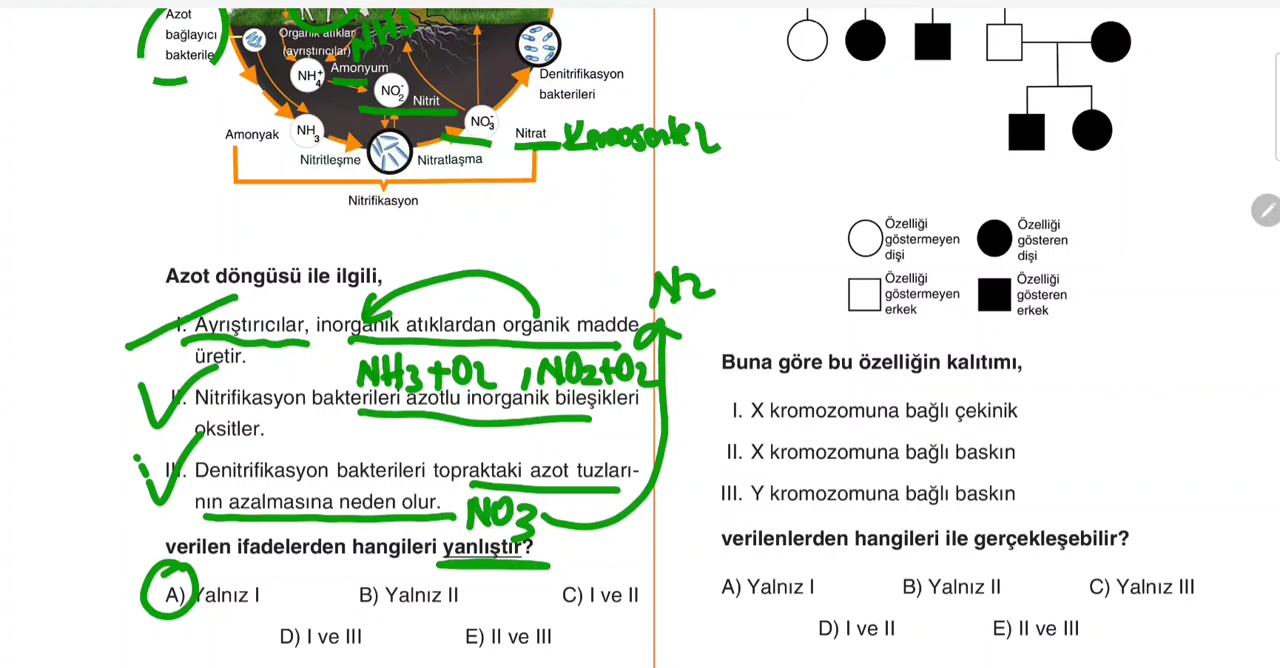 Azot
bağlayıcı
bakterile
Organik atıklar
(ayrıştırıcılar)
NH3
NH4+
Amonyum
NO2-
Nitrit
Denitrifikasyon
bakterileri
NO3-
Nitrat
Kemosentez
Amonyak
NH3
Nitritleşme
Nitratlaşma
Nitrifikasyon
Azot döngüsü ile ilgili,
N2
I. Ayrıştırıcılar, inorganik atıklardan organik madde
üretir.
NH3+O2 , NO2+O2
II. Nitrifikasyon bakterileri azotlu inorganik bileşikleri
oksitler.
III. Denitrifikasyon bakterileri topraktaki azot tuzları-
nın azalmasına neden olur.
NO3
verilen ifadelerden hangileri yanlıştır?
A) Yalnız I B) Yalnız II C) I ve II
D) I ve III E) II ve III
Özelliği
göstermeyen
dişi
Özelliği
gösteren
dişi
Özelliği
göstermeyen
erkek
Özelliği
gösteren
erkek
Buna göre bu özelliğin kalıtımı,
I. X kromozomuna bağlı çekinik
II. X kromozomuna bağlı baskın
III. Y kromozomuna bağlı baskın
verilenlerden hangileri ile gerçekleşebilir?
A) Yalnız I B) Yalnız II C) Yalnız III
D) I ve II E) II ve III